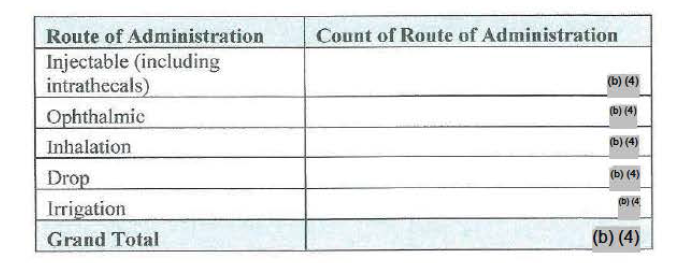 Route of Administration Count of Route of Administration
Injectable (including
intrathecals) (b) (4)
Ophthalmic (b) (4)
Inhalation (b) (4)
Drop (b) (4)
Irrigation (b) (4
Grand Total (b) (4)